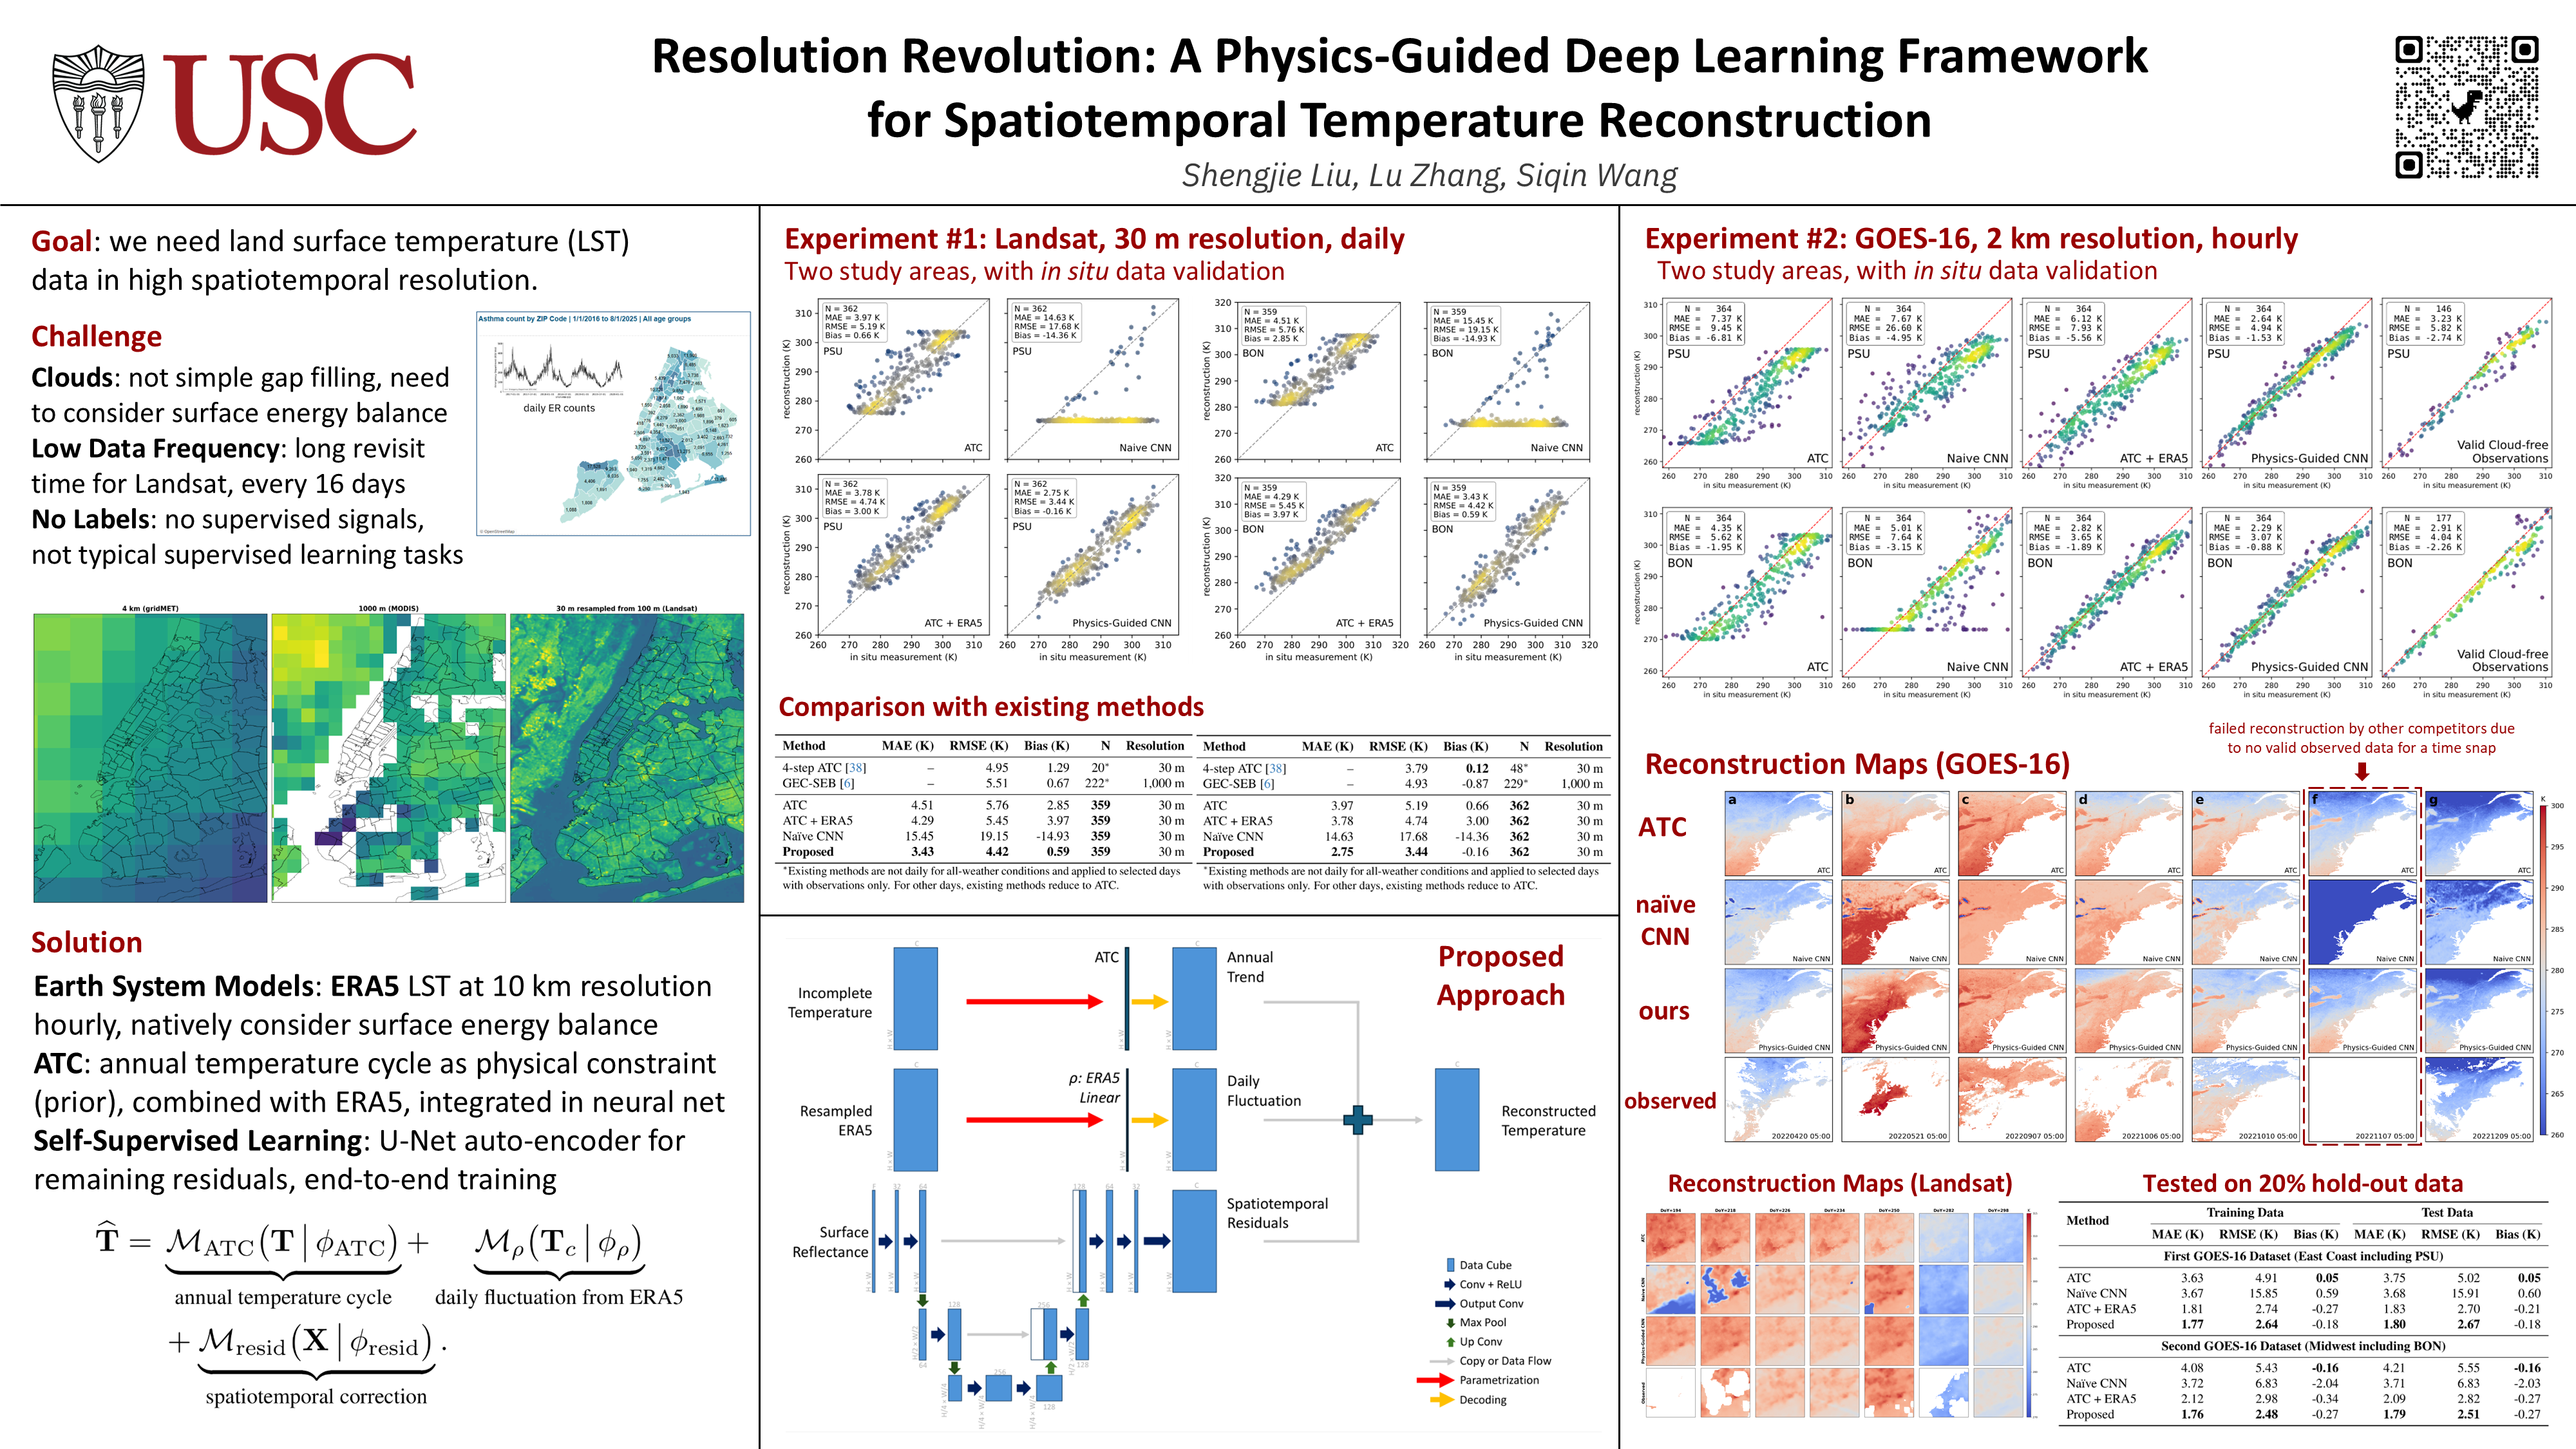 USC
Resolution Revolution: A Physics-Guided Deep Learning Framework
for Spatiotemporal Temperature Reconstruction
Shengjie Liu, Lu Zhang, Siqin Wang
Goal: we need land surface temperature (LST)
data in high spatiotemporal resolution.
Challenge
Clouds: not simple gap filling, need
to consider surface energy balance
Low Data Frequency: long revisit
time for Landsat, every 16 days
No Labels: no supervised signals,
not typical supervised learning tasks
Asthma count by ZIP Code | 1/1/2016 to 8/1/2025 | All age groups
daily ER counts
4 km (gridMET)
1000 m (MODIS)
30 m resampled from 100 m (Landsat)
Solution
Earth System Models: ERA5 LST at 10 km resolution
hourly, natively consider surface energy balance
ATC: annual temperature cycle as physical constraint
(prior), combined with ERA5, integrated in neural net
Self-Supervised Learning: U-Net auto-encoder for
remaining residuals, end-to-end training
T̂ = M_ATC(T | ϕ_ATC) + M_ρ(T_c | ϕ_ρ)
annual temperature cycle daily fluctuation from ERA5
+ M_resid(X | ϕ_resid).
spatiotemporal correction
Experiment #1: Landsat, 30 m resolution, daily
Two study areas, with in situ data validation
N = 362
MAE = 3.97 K
RMSE = 5.19 K
Bias = 0.66 K
PSU
ATC
N = 362
MAE = 14.63 K
RMSE = 17.68 K
Bias = -14.36 K
PSU
Naive CNN
N = 359
MAE = 4.51 K
RMSE = 5.76 K
Bias = 2.85 K
BON
ATC
N = 359
MAE = 15.45 K
RMSE = 19.15 K
Bias = -14.93 K
BON
Naive CNN
N = 362
MAE = 3.78 K
RMSE = 4.74 K
Bias = 3.00 K
PSU
ATC + ERA5
N = 362
MAE = 2.75 K
RMSE = 3.44 K
Bias = -0.16 K
PSU
Physics-Guided CNN
N = 359
MAE = 4.29 K
RMSE = 5.45 K
Bias = 3.97 K
BON
ATC + ERA5
N = 359
MAE = 3.43 K
RMSE = 4.42 K
Bias = 0.59 K
BON
Physics-Guided CNN
reconstruction (K)
260 270 280 290 300 310
in situ measurement (K)
Comparison with existing methods
Method MAE (K) RMSE (K) Bias (K) N Resolution
4-step ATC [38] – 4.95 1.29 20* 30 m
GEC-SEB [6] – 5.51 0.67 222* 1,000 m
ATC 4.51 5.76 2.85 359 30 m
ATC + ERA5 4.29 5.45 3.97 359 30 m
Naïve CNN 15.45 19.15 -14.93 359 30 m
Proposed 3.43 4.42 0.59 359 30 m
*Existing methods are not daily for all-weather conditions and applied to selected days
with observations only. For other days, existing methods reduce to ATC.
Method MAE (K) RMSE (K) Bias (K) N Resolution
4-step ATC [38] – 3.79 0.12 48* 30 m
GEC-SEB [6] – 4.93 -0.87 229* 1,000 m
ATC 3.97 5.19 0.66 362 30 m
ATC + ERA5 3.78 4.74 3.00 362 30 m
Naïve CNN 14.63 17.68 -14.36 362 30 m
Proposed 2.75 3.44 -0.16 362 30 m
*Existing methods are not daily for all-weather conditions and applied to selected days
with observations only. For other days, existing methods reduce to ATC.
Proposed
Approach
Incomplete
Temperature
ATC
Annual
Trend
Resampled
ERA5
ρ: ERA5
Linear
Daily
Fluctuation
Reconstructed
Temperature
Surface
Reflectance
Spatiotemporal
Residuals
Data Cube
Conv + ReLU
Output Conv
Max Pool
Up Conv
Copy or Data Flow
Parametrization
Decoding
Experiment #2: GOES-16, 2 km resolution, hourly
Two study areas, with in situ data validation
N = 364
MAE = 7.37 K
RMSE = 9.45 K
Bias = -6.81 K
PSU
ATC
N = 364
MAE = 7.67 K
RMSE = 26.60 K
Bias = -4.95 K
PSU
Naive CNN
N = 364
MAE = 6.12 K
RMSE = 7.93 K
Bias = -5.56 K
PSU
ATC + ERA5
N = 364
MAE = 2.64 K
RMSE = 4.94 K
Bias = -1.53 K
PSU
Physics-Guided CNN
N = 146
MAE = 3.23 K
RMSE = 5.82 K
Bias = -2.74 K
PSU
Valid Cloud-free
Observations
N = 364
MAE = 4.35 K
RMSE = 5.62 K
Bias = -1.95 K
BON
ATC
N = 364
MAE = 5.01 K
RMSE = 7.64 K
Bias = -3.15 K
BON
Naive CNN
N = 364
MAE = 2.82 K
RMSE = 3.65 K
Bias = -1.89 K
BON
ATC + ERA5
N = 364
MAE = 2.29 K
RMSE = 3.07 K
Bias = -0.88 K
BON
Physics-Guided CNN
N = 177
MAE = 2.91 K
RMSE = 4.04 K
Bias = -2.26 K
BON
Valid Cloud-free
Observations
in situ measurement (K)
failed reconstruction by other competitors due
to no valid observed data for a time snap
Reconstruction Maps (GOES-16)
a b c d e f g
ATC
naïve
CNN
ours
observed
20220420 05:00 20220521 05:00 20220907 05:00 20221006 05:00 20221010 05:00 20221107 05:00 20221209 05:00
K
300
295
290
285
280
275
270
265
260
Reconstruction Maps (Landsat)
DoY=194 DoY=218 DoY=226 DoY=234 DoY=250 DoY=282 DoY=298
ATC
Naive CNN
Physics-Guided CNN
Observed
Tested on 20% hold-out data
Method Training Data Test Data
MAE (K) RMSE (K) Bias (K) MAE (K) RMSE (K) Bias (K)
First GOES-16 Dataset (East Coast including PSU)
ATC 3.63 4.91 0.05 3.75 5.02 0.05
Naïve CNN 3.67 15.85 0.59 3.68 15.91 0.60
ATC + ERA5 1.81 2.74 -0.27 1.83 2.70 -0.21
Proposed 1.77 2.64 -0.18 1.80 2.67 -0.18
Second GOES-16 Dataset (Midwest including BON)
ATC 4.08 5.43 -0.16 4.21 5.55 -0.16
Naïve CNN 3.72 6.83 -2.04 3.71 6.83 -2.03
ATC + ERA5 2.12 2.98 -0.34 2.09 2.82 -0.27
Proposed 1.76 2.48 -0.27 1.79 2.51 -0.27